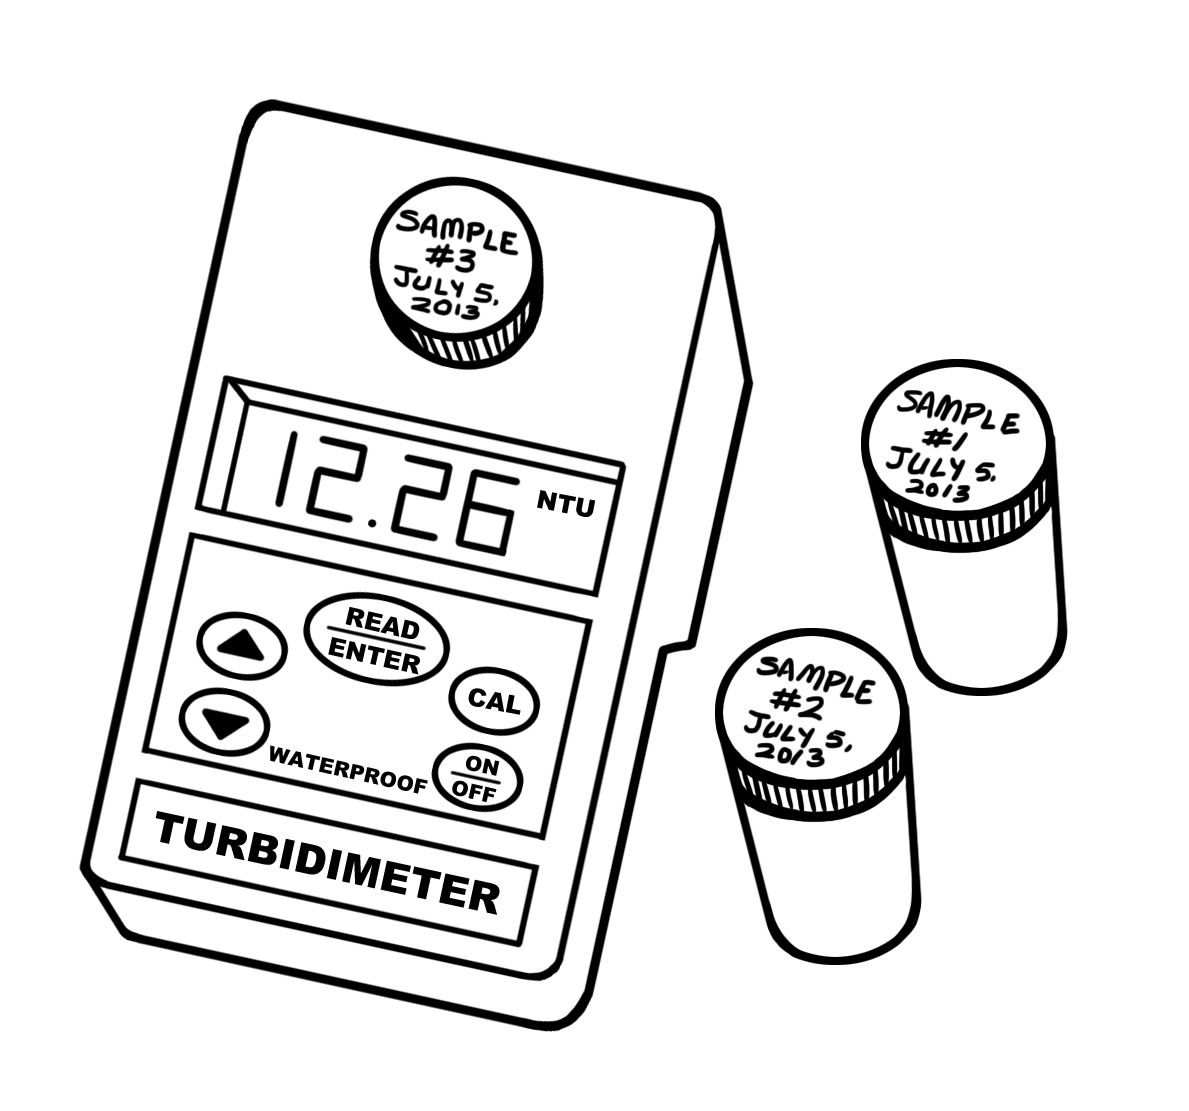 SAMPLE
#3
JULY 5,
2013
12.26 NTU
READ
ENTER
CAL
ON
OFF
WATERPROOF
TURBIDIMETER
SAMPLE
#1
JULY 5.
2013
SAMPLE
#2
JULY 5,
2013